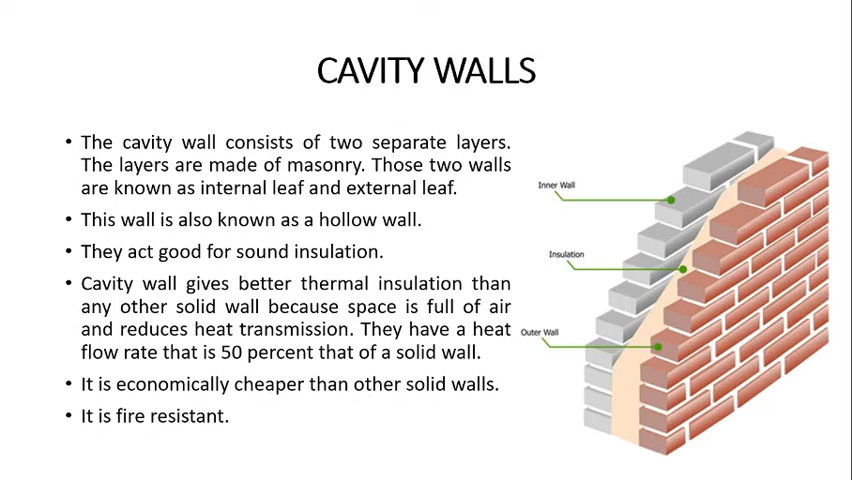 CAVITY WALLS
• The cavity wall consists of two separate layers.
The layers are made of masonry. Those two walls
are known as internal leaf and external leaf.
• This wall is also known as a hollow wall.
• They act good for sound insulation.
• Cavity wall gives better thermal insulation than
any other solid wall because space is full of air
and reduces heat transmission. They have a heat
flow rate that is 50 percent that of a solid wall.
• It is economically cheaper than other solid walls.
• It is fire resistant.
Inner Wall
Insulation
Outer Wall